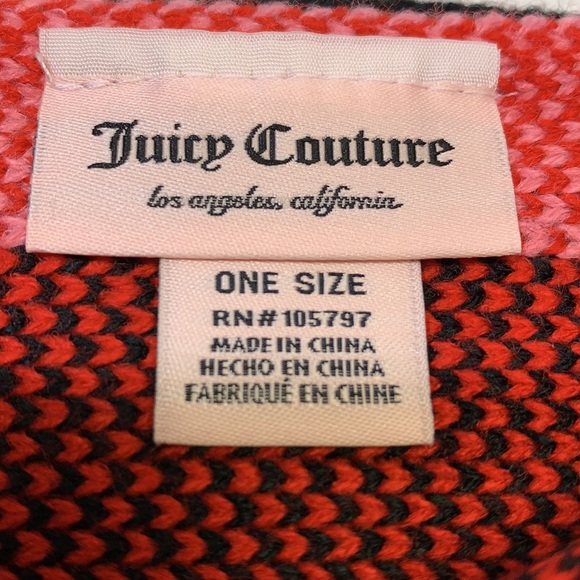 Juicy Couture
los angeles, california
ONE SIZE
RN# 105797
MADE IN CHINA
HECHO EN CHINA
FABRIQUÉ EN CHINE